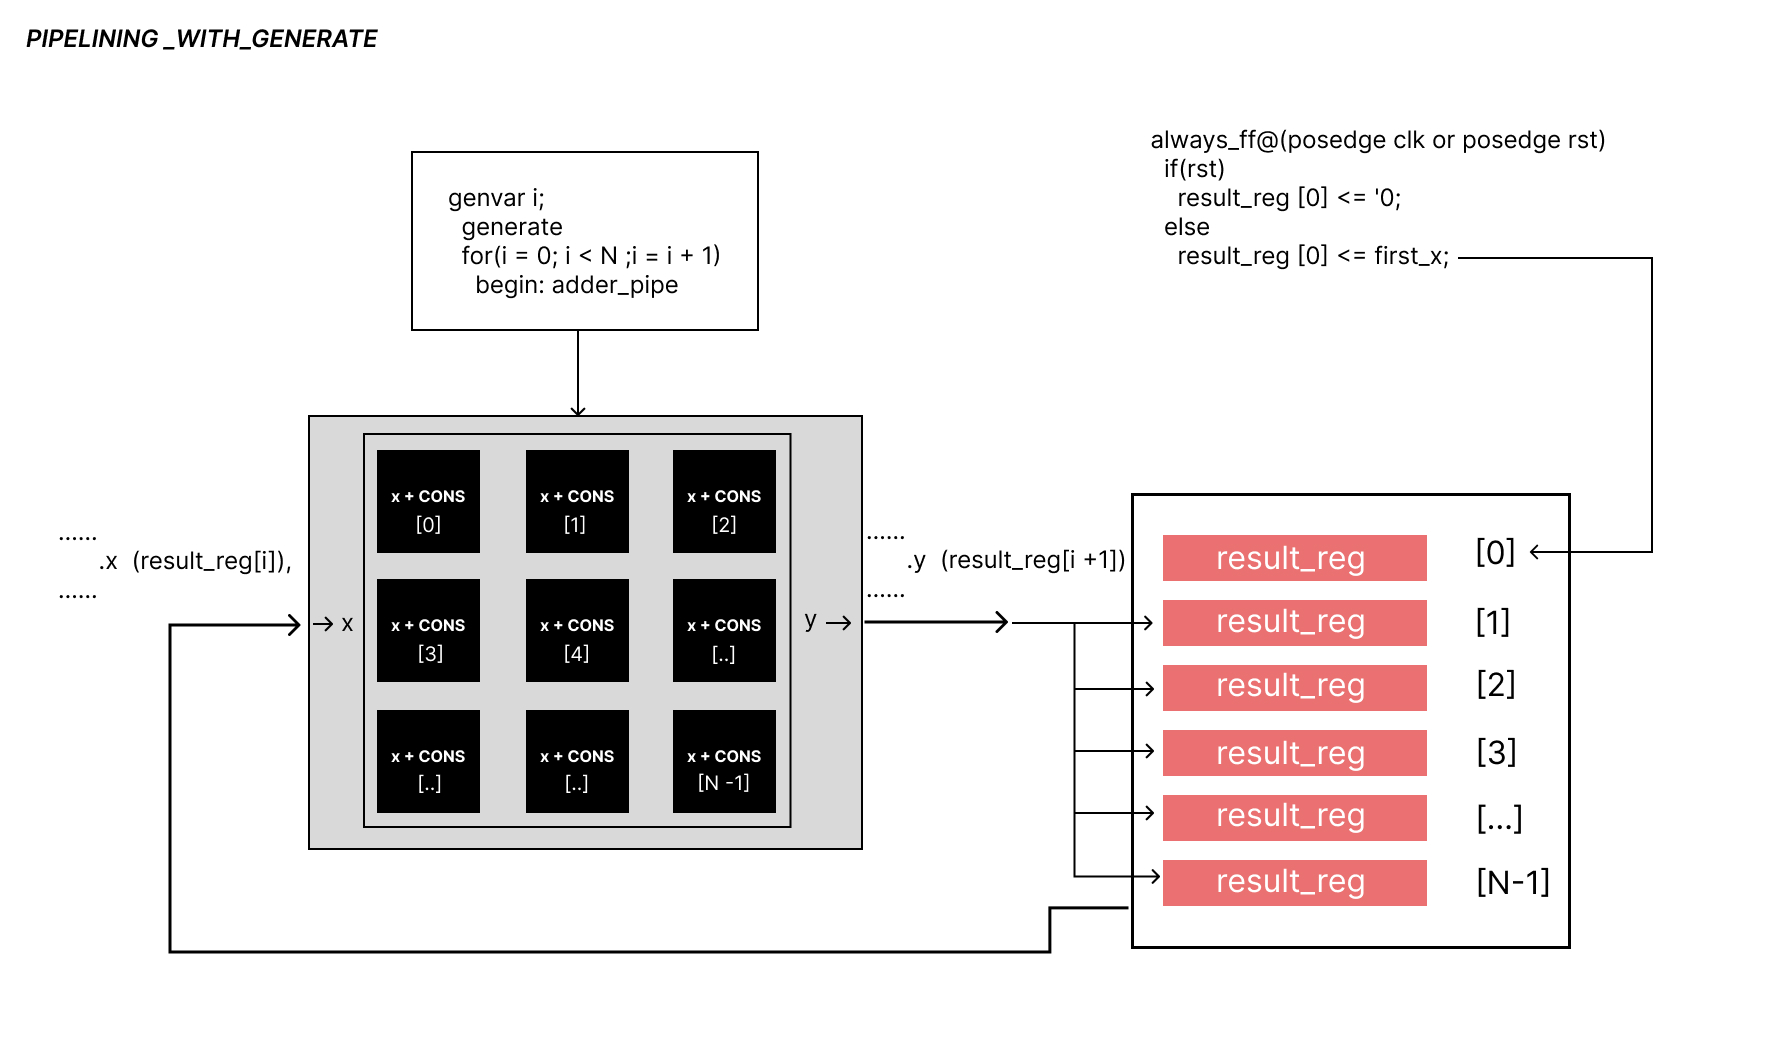 PIPELINING _WITH_GENERATE
always_ff@(posedge clk or posedge rst)
if(rst)
result_reg [0] <= '0;
else
result_reg [0] <= first_x;
genvar i;
generate
for(i = 0; i < N ;i = i + 1)
begin: adder_pipe
......
.x (result_reg[i]),
......
x
x + CONS
[0]
x + CONS
[1]
x + CONS
[2]
x + CONS
[3]
x + CONS
[4]
x + CONS
[..]
x + CONS
[..]
x + CONS
[..]
x + CONS
[N -1]
y
......
.y (result_reg[i +1])
......
result_reg [0]
result_reg [1]
result_reg [2]
result_reg [3]
result_reg [...]
result_reg [N-1]